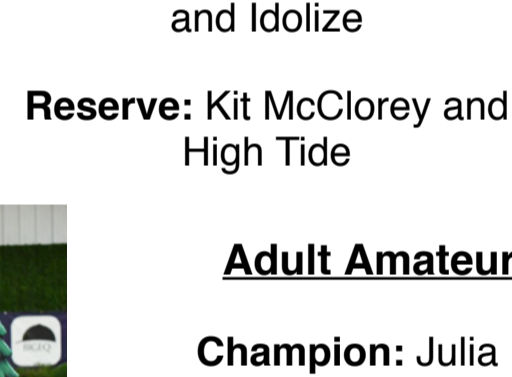 and Idolize
Reserve: Kit McClorey and
High Tide
Adult Amateur
Champion: Julia